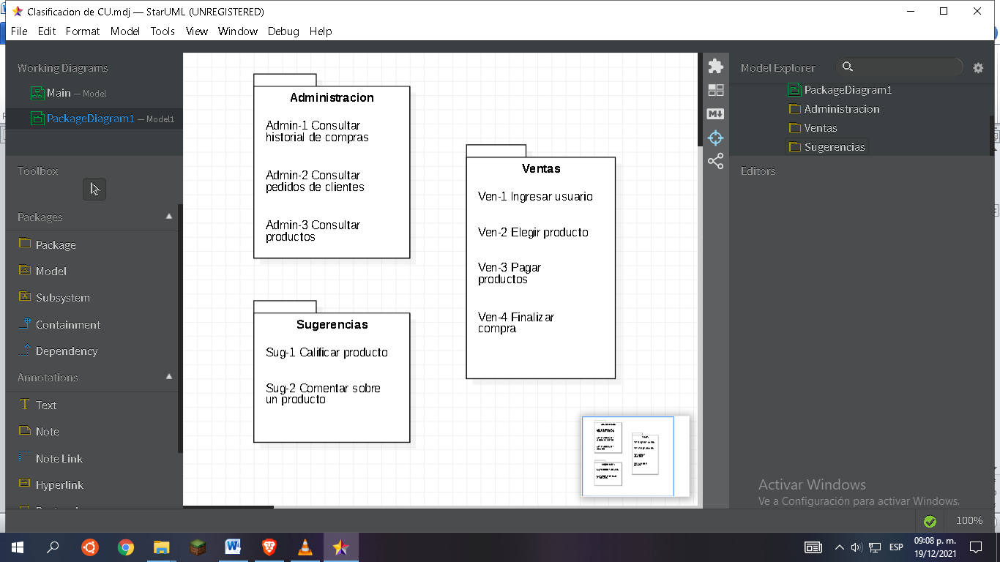 Clasificacion de CU.mdj — StarUML (UNREGISTERED)
File Edit Format Model Tools View Window Debug Help
Working Diagrams
Main — Model
PackageDiagram1 — Model1
Toolbox
Packages
Package
Model
Subsystem
Containment
Dependency
Annotations
Text
Note
Note Link
Hyperlink
Administracion
Admin-1 Consultar
historial de compras
Admin-2 Consultar
pedidos de clientes
Admin-3 Consultar
productos
Sugerencias
Sug-1 Calificar producto
Sug-2 Comentar sobre
un producto
Ventas
Ven-1 Ingresar usuario
Ven-2 Elegir producto
Ven-3 Pagar
productos
Ven-4 Finalizar
compra
Model Explorer
PackageDiagram1
Administracion
Ventas
Sugerencias
Editors
Activar Windows
Ve a Configuración para activar Windows.
100%
ESP
09:08 p. m.
19/12/2021